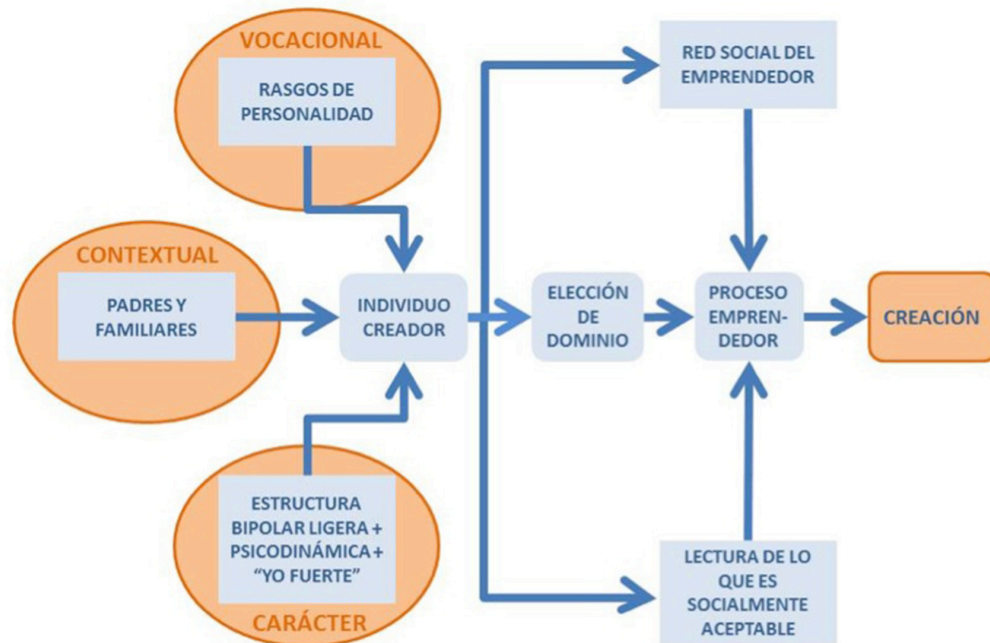 VOCACIONAL
RASGOS DE
PERSONALIDAD
CONTEXTUAL
PADRES Y
FAMILIARES
ESTRUCTURA
BIPOLAR LIGERA +
PSICODINÁMICA +
“YO FUERTE”
CARÁCTER
INDIVIDUO
CREADOR
RED SOCIAL DEL
EMPRENDEDOR
ELECCIÓN
DE
DOMINIO
PROCESO
EMPREN-
DEDOR
LECTURA DE LO
QUE ES
SOCIALMENTE
ACEPTABLE
CREACIÓN